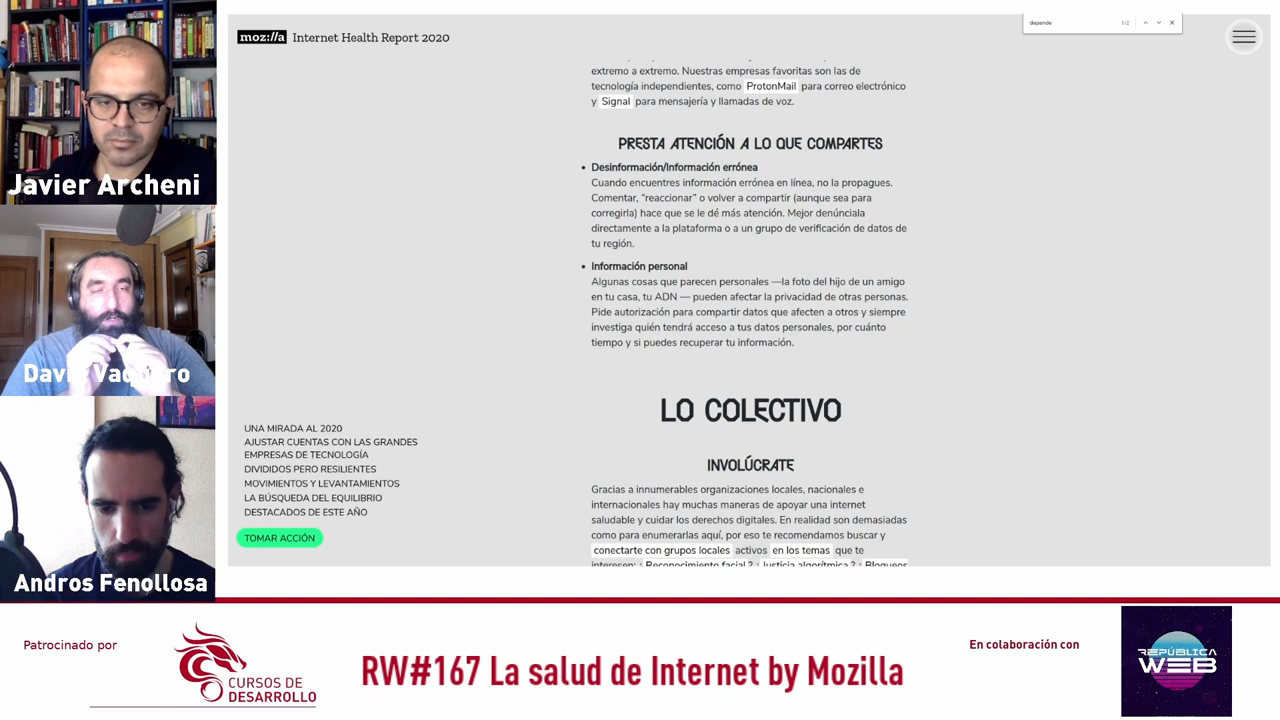 Javier Archeni
David Vaquero
Andros Fenollosa
moz://a Internet Health Report 2020
depende
1/2
extremo a extremo. Nuestras empresas favoritas son las de
tecnología independientes, como ProtonMail para correo electrónico
y Signal para mensajería y llamadas de voz.
PRESTA ATENCIÓN A LO QUE COMPARTES
• Desinformación/Información errónea
Cuando encuentres información errónea en línea, no la propagues.
Comentar, “reaccionar” o volver a compartir (aunque sea para
corregirla) hace que se le dé más atención. Mejor denúnciala
directamente a la plataforma o a un grupo de verificación de datos de
tu región.
• Información personal
Algunas cosas que parecen personales —la foto del hijo de un amigo
en tu casa, tu ADN — pueden afectar la privacidad de otras personas.
Pide autorización para compartir datos que afecten a otros y siempre
investiga quién tendrá acceso a tus datos personales, por cuánto
tiempo y si puedes recuperar tu información.
LO COLECTIVO
INVOLÚCRATE
Gracias a innumerables organizaciones locales, nacionales e
internacionales hay muchas maneras de apoyar una internet
saludable y cuidar los derechos digitales. En realidad son demasiadas
como para enumerarlas aquí, por eso te recomendamos buscar y
conectarte con grupos locales activos en los temas que te
interesen: ¿Reconocimiento facial? ¿Justicia algorítmica? ¿Bloqueos
UNA MIRADA AL 2020
AJUSTAR CUENTAS CON LAS GRANDES
EMPRESAS DE TECNOLOGÍA
DIVIDIDOS PERO RESILIENTES
MOVIMIENTOS Y LEVANTAMIENTOS
LA BÚSQUEDA DEL EQUILIBRIO
DESTACADOS DE ESTE AÑO
TOMAR ACCIÓN
Patrocinado por
CURSOS DE
DESARROLLO
RW#167 La salud de Internet by Mozilla
En colaboración con
REPÚBLICA
WEB